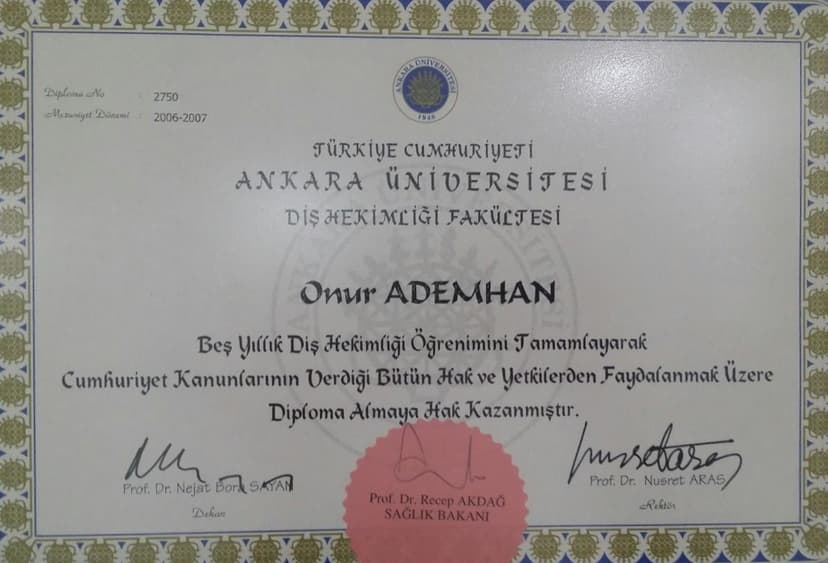 ANKARA ÜNİVERSİTESİ
1946
Diploma No : 2750
Mezuniyet Dönemi : 2006-2007
TÜRKİYE CUMHURİYETİ
ANKARA ÜNİVERSİTESİ
DİŞ HEKİMLİĞİ FAKÜLTESİ
Onur ADEMHAN
Beş Yıllık Diş Hekimliği Öğrenimini Tamamlayarak
Cumhuriyet Kanunlarının Verdiği Bütün Hak ve Yetkilerden Faydalanmak Üzere
Diploma Almaya Hak Kazanmıştır.
Prof. Dr. Nejat Bora SAYAN
Dekan
Prof. Dr. Recep AKDAĞ
SAĞLIK BAKANI
Prof. Dr. Nusret ARAS
Rektör